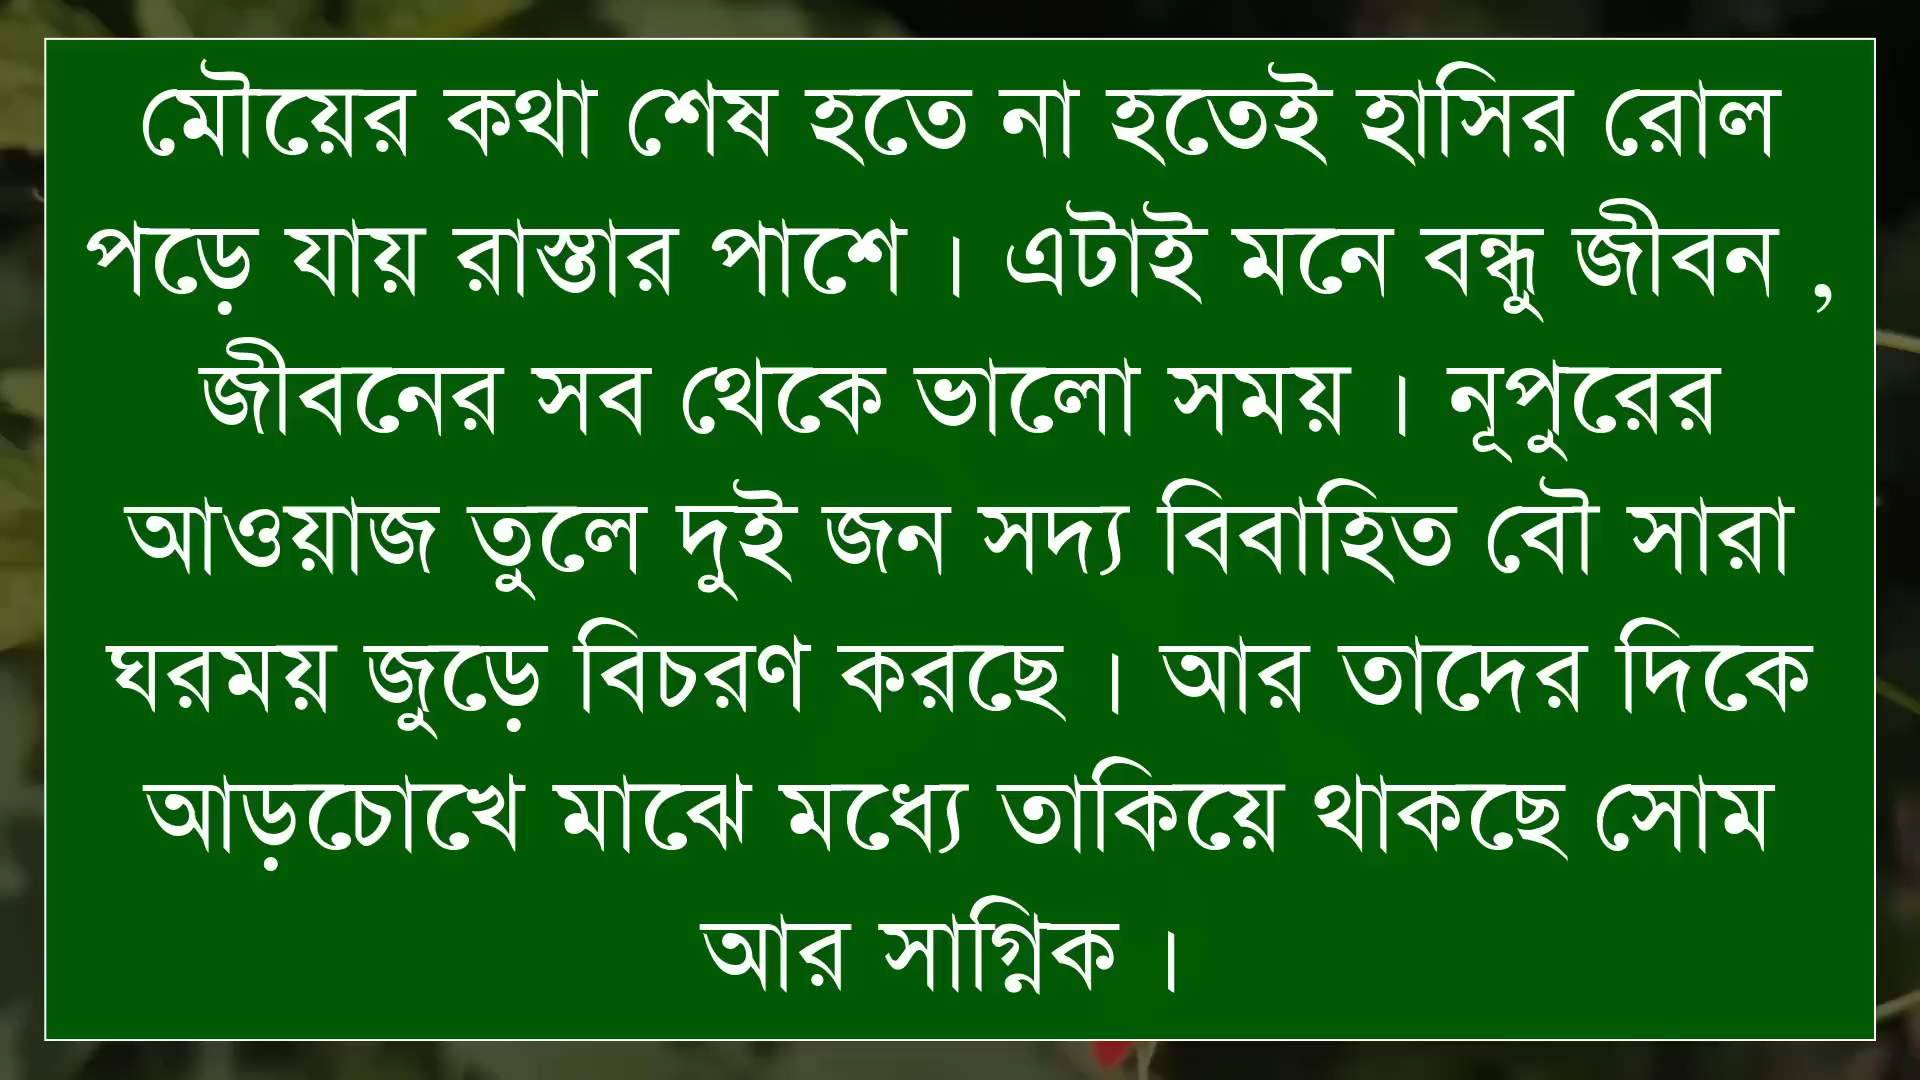 মৌয়ের কথা শেষ হতে না হতেই হাসির রোল
পড়ে যায় রাস্তার পাশে । এটাই মনে বন্ধু জীবন ,
জীবনের সব থেকে ভালো সময় । নূপুরের
আওয়াজ তুলে দুই জন সদ্য বিবাহিত বৌ সারা
ঘরময় জুড়ে বিচরণ করছে । আর তাদের দিকে
আড়চোখে মাঝে মধ্যে তাকিয়ে থাকছে সোম
আর সাগ্নিক ।